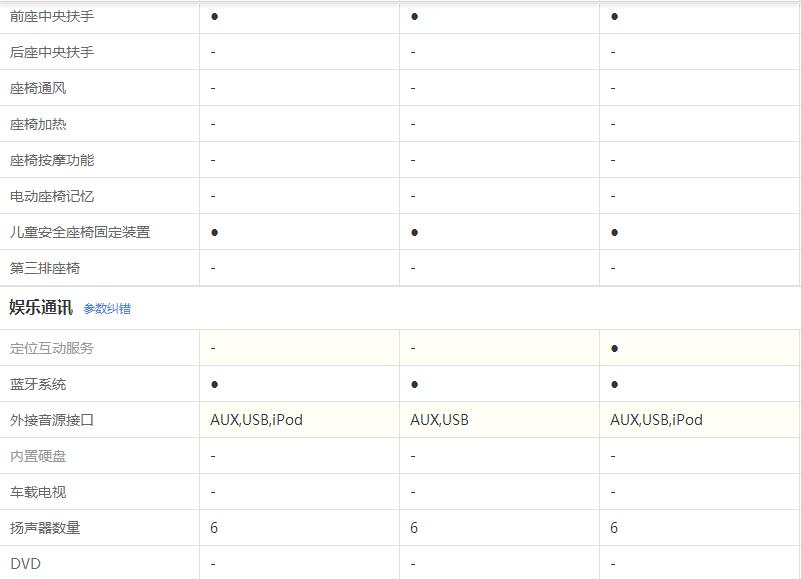 前座中央扶手 ● ● ●
后座中央扶手 - - -
座椅通风 - - -
座椅加热 - - -
座椅按摩功能 - - -
电动座椅记忆 - - -
儿童安全座椅固定装置 ● ● ●
第三排座椅 - - -
娱乐通讯 参数纠错
定位互动服务 - - ●
蓝牙系统 ● ● ●
外接音源接口 AUX,USB,iPod AUX,USB AUX,USB,iPod
内置硬盘 - - -
车载电视 - - -
扬声器数量 6 6 6
DVD - - -